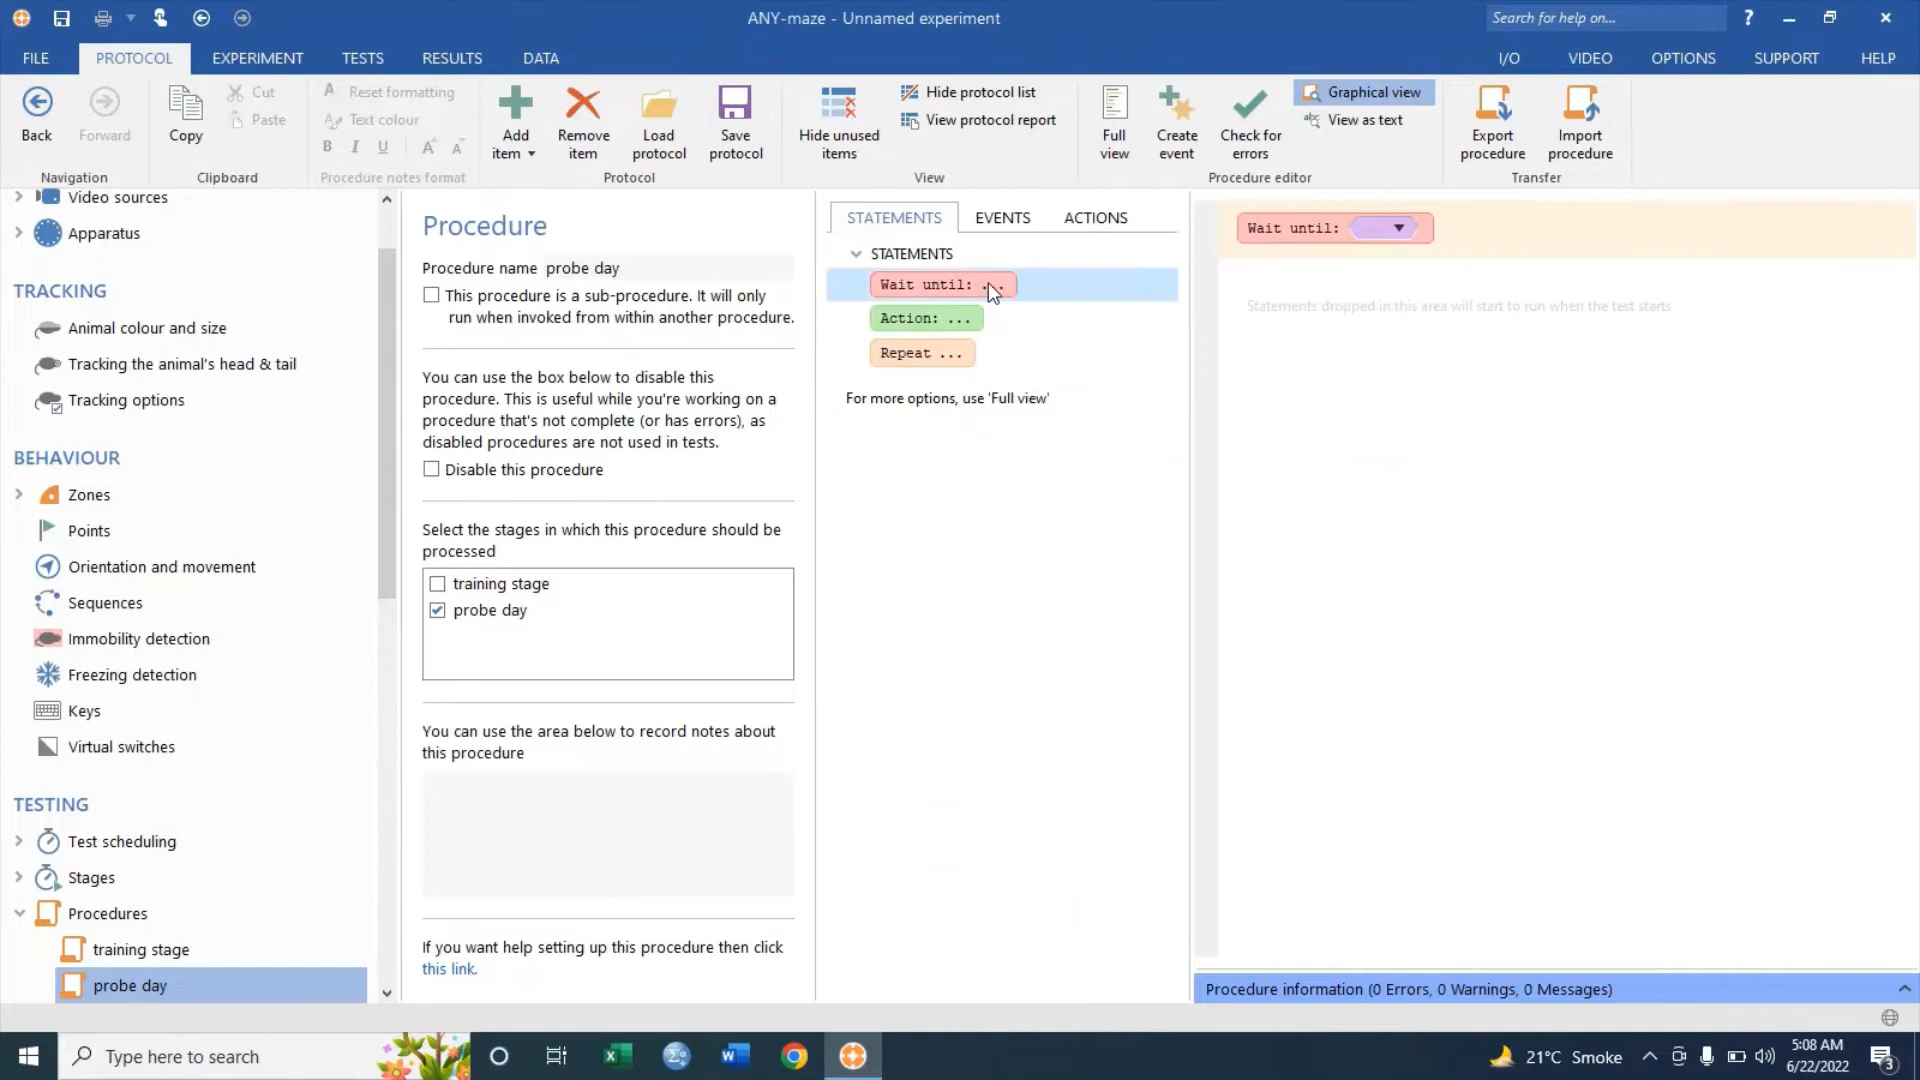 ANY-maze - Unnamed experiment
Search for help on...
?
FILE
PROTOCOL
EXPERIMENT
TESTS
RESULTS
DATA
I/O
VIDEO
OPTIONS
SUPPORT
HELP
Back
Forward
Navigation
Copy
Cut
Paste
Clipboard
Reset formatting
Text colour
B I U A A
Procedure notes format
Add
item
Remove
item
Load
protocol
Save
protocol
Protocol
Hide unused
items
Hide protocol list
View protocol report
View
Full
view
Create
event
Check for
errors
Graphical view
View as text
Procedure editor
Export
procedure
Import
procedure
Transfer
Video sources
Apparatus
TRACKING
Animal colour and size
Tracking the animal's head & tail
Tracking options
BEHAVIOUR
Zones
Points
Orientation and movement
Sequences
Immobility detection
Freezing detection
Keys
Virtual switches
TESTING
Test scheduling
Stages
Procedures
training stage
probe day
Procedure
Procedure name probe day
This procedure is a sub-procedure. It will only
run when invoked from within another procedure.
You can use the box below to disable this
procedure. This is useful while you're working on a
procedure that's not complete (or has errors), as
disabled procedures are not used in tests.
Disable this procedure
Select the stages in which this procedure should be
processed
training stage
probe day
You can use the area below to record notes about
this procedure
If you want help setting up this procedure then click
this link.
STATEMENTS
EVENTS
ACTIONS
STATEMENTS
Wait until: ...
Action: ...
Repeat ...
For more options, use 'Full view'
Wait until:
Statements dropped in this area will start to run when the test starts
Procedure information (0 Errors, 0 Warnings, 0 Messages)
Type here to search
21°C Smoke
5:08 AM
6/22/2022
3